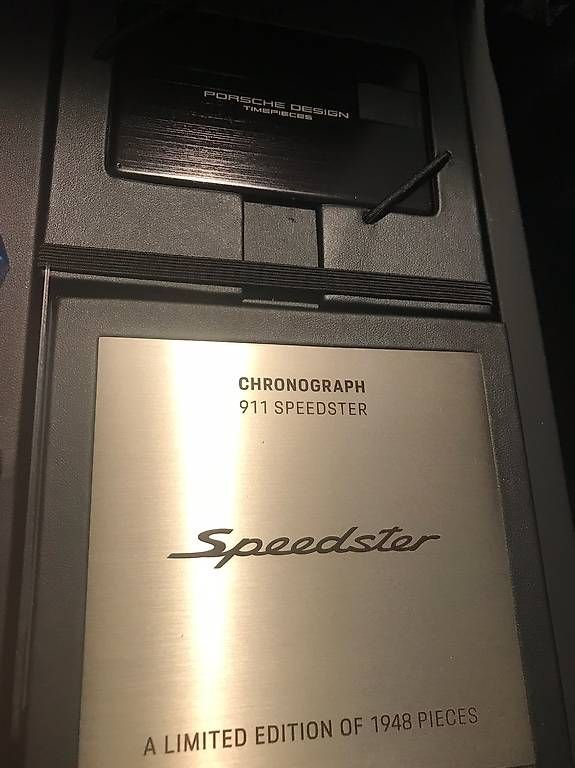 PORSCHE DESIGN
TIMEPIECES
CHRONOGRAPH
911 SPEEDSTER
Speedster
A LIMITED EDITION OF 1948 PIECES